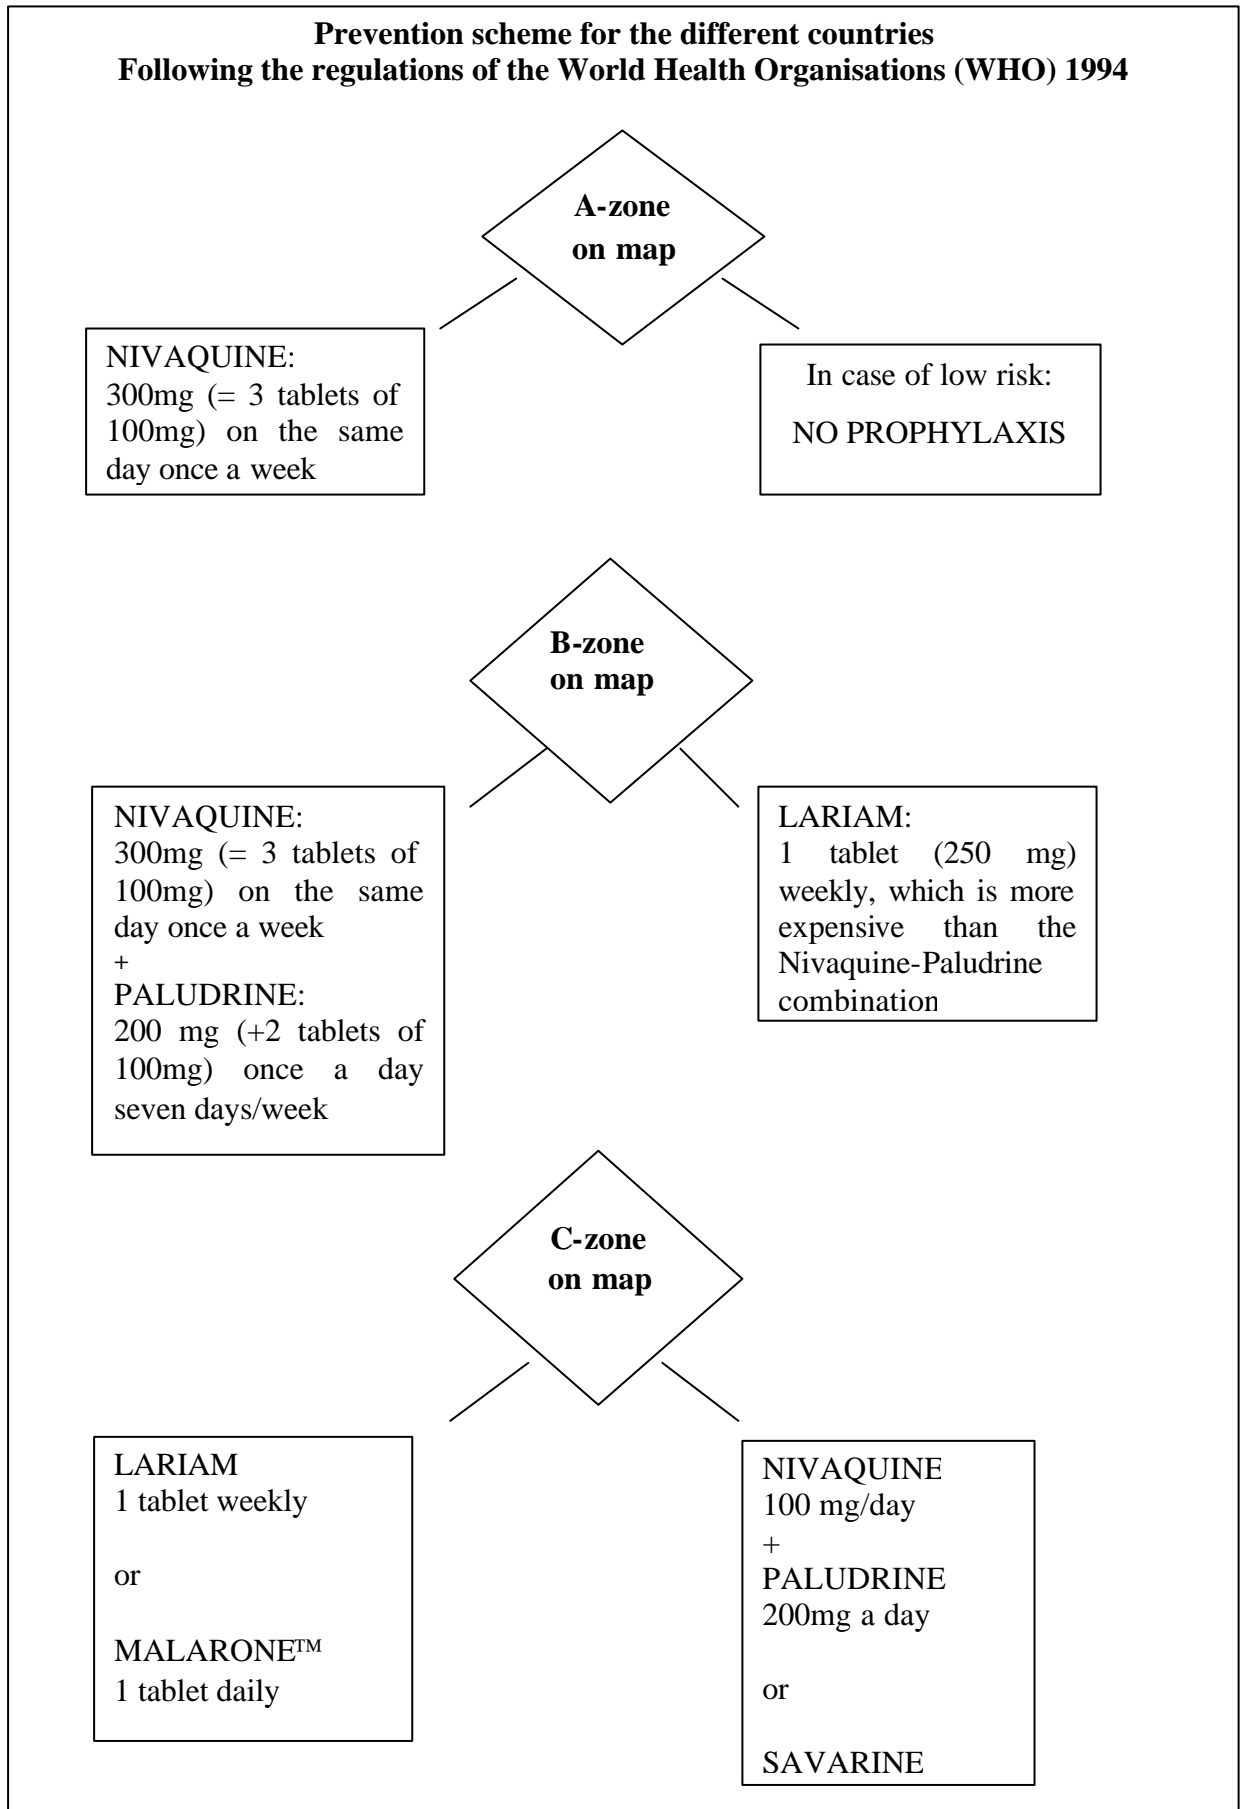 Prevention scheme for the different countries
Following the regulations of the World Health Organisations (WHO) 1994
A-zone
on map
NIVAQUINE:
300mg (= 3 tablets of
100mg) on the same
day once a week
In case of low risk:
NO PROPHYLAXIS
B-zone
on map
NIVAQUINE:
300mg (= 3 tablets of
100mg) on the same
day once a week
+
PALUDRINE:
200 mg (+2 tablets of
100mg) once a day
seven days/week
LARIAM:
1 tablet (250 mg)
weekly, which is more
expensive than the
Nivaquine-Paludrine
combination
C-zone
on map
LARIAM
1 tablet weekly
or
MALARONE™
1 tablet daily
NIVAQUINE
100 mg/day
+
PALUDRINE
200mg a day
or
SAVARINE